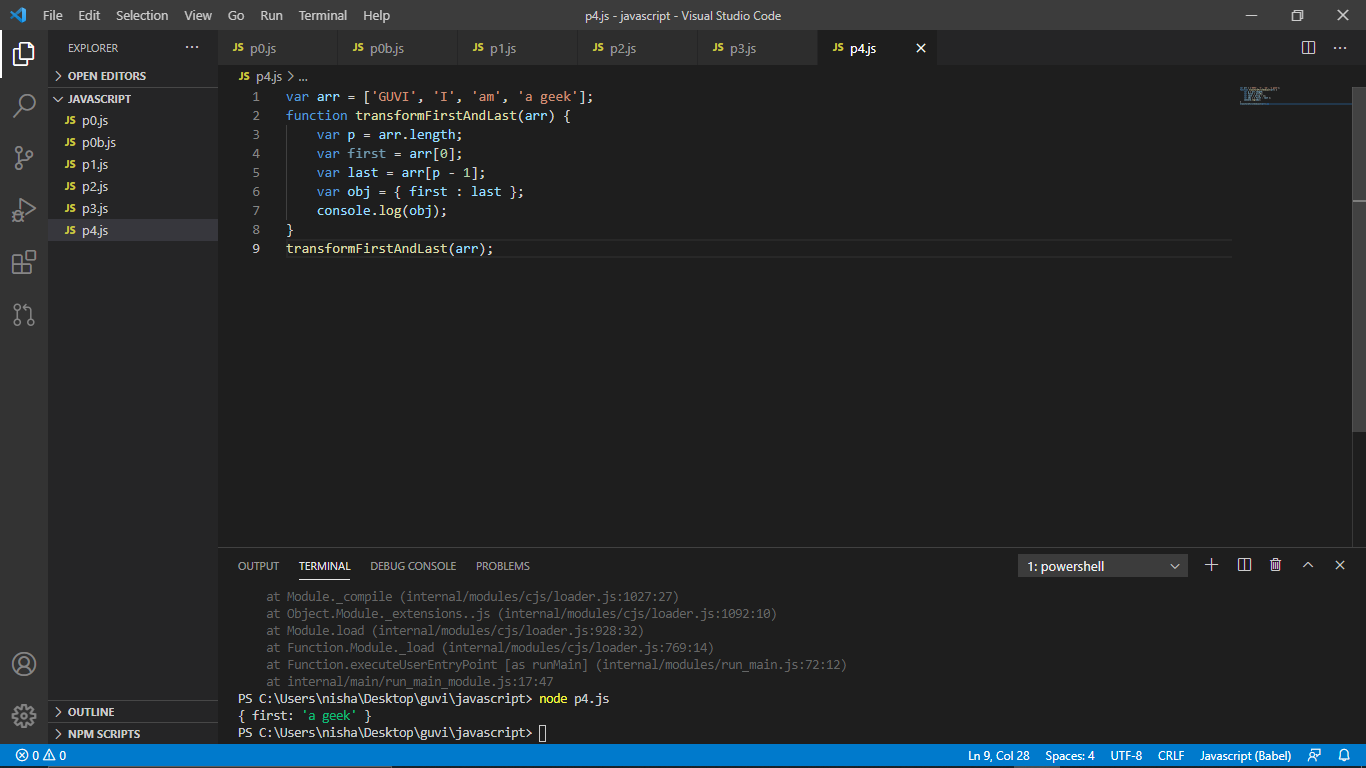 File Edit Selection View Go Run Terminal Help p4.js - javascript - Visual Studio Code
EXPLORER ...
OPEN EDITORS
JAVASCRIPT
JS p0.js
JS p0b.js
JS p1.js
JS p2.js
JS p3.js
JS p4.js
OUTLINE
NPM SCRIPTS
JS p0.js JS p0b.js JS p1.js JS p2.js JS p3.js JS p4.js
JS p4.js > ...
1 var arr = ['GUVI', 'I', 'am', 'a geek'];
2 function transformFirstAndLast(arr) {
3 var p = arr.length;
4 var first = arr[0];
5 var last = arr[p - 1];
6 var obj = { first : last };
7 console.log(obj);
8 }
9 transformFirstAndLast(arr);
OUTPUT TERMINAL DEBUG CONSOLE PROBLEMS 1: powershell
at Module._compile (internal/modules/cjs/loader.js:1027:27)
at Object.Module._extensions..js (internal/modules/cjs/loader.js:1092:10)
at Module.load (internal/modules/cjs/loader.js:928:32)
at Function.Module._load (internal/modules/cjs/loader.js:769:14)
at Function.executeUserEntryPoint [as runMain] (internal/modules/run_main.js:72:12)
at internal/main/run_main_module.js:17:47
PS C:\Users\nisha\Desktop\guvi\javascript> node p4.js
{ first: 'a geek' }
PS C:\Users\nisha\Desktop\guvi\javascript>
0 0 Ln 9, Col 28 Spaces: 4 UTF-8 CRLF Javascript (Babel)